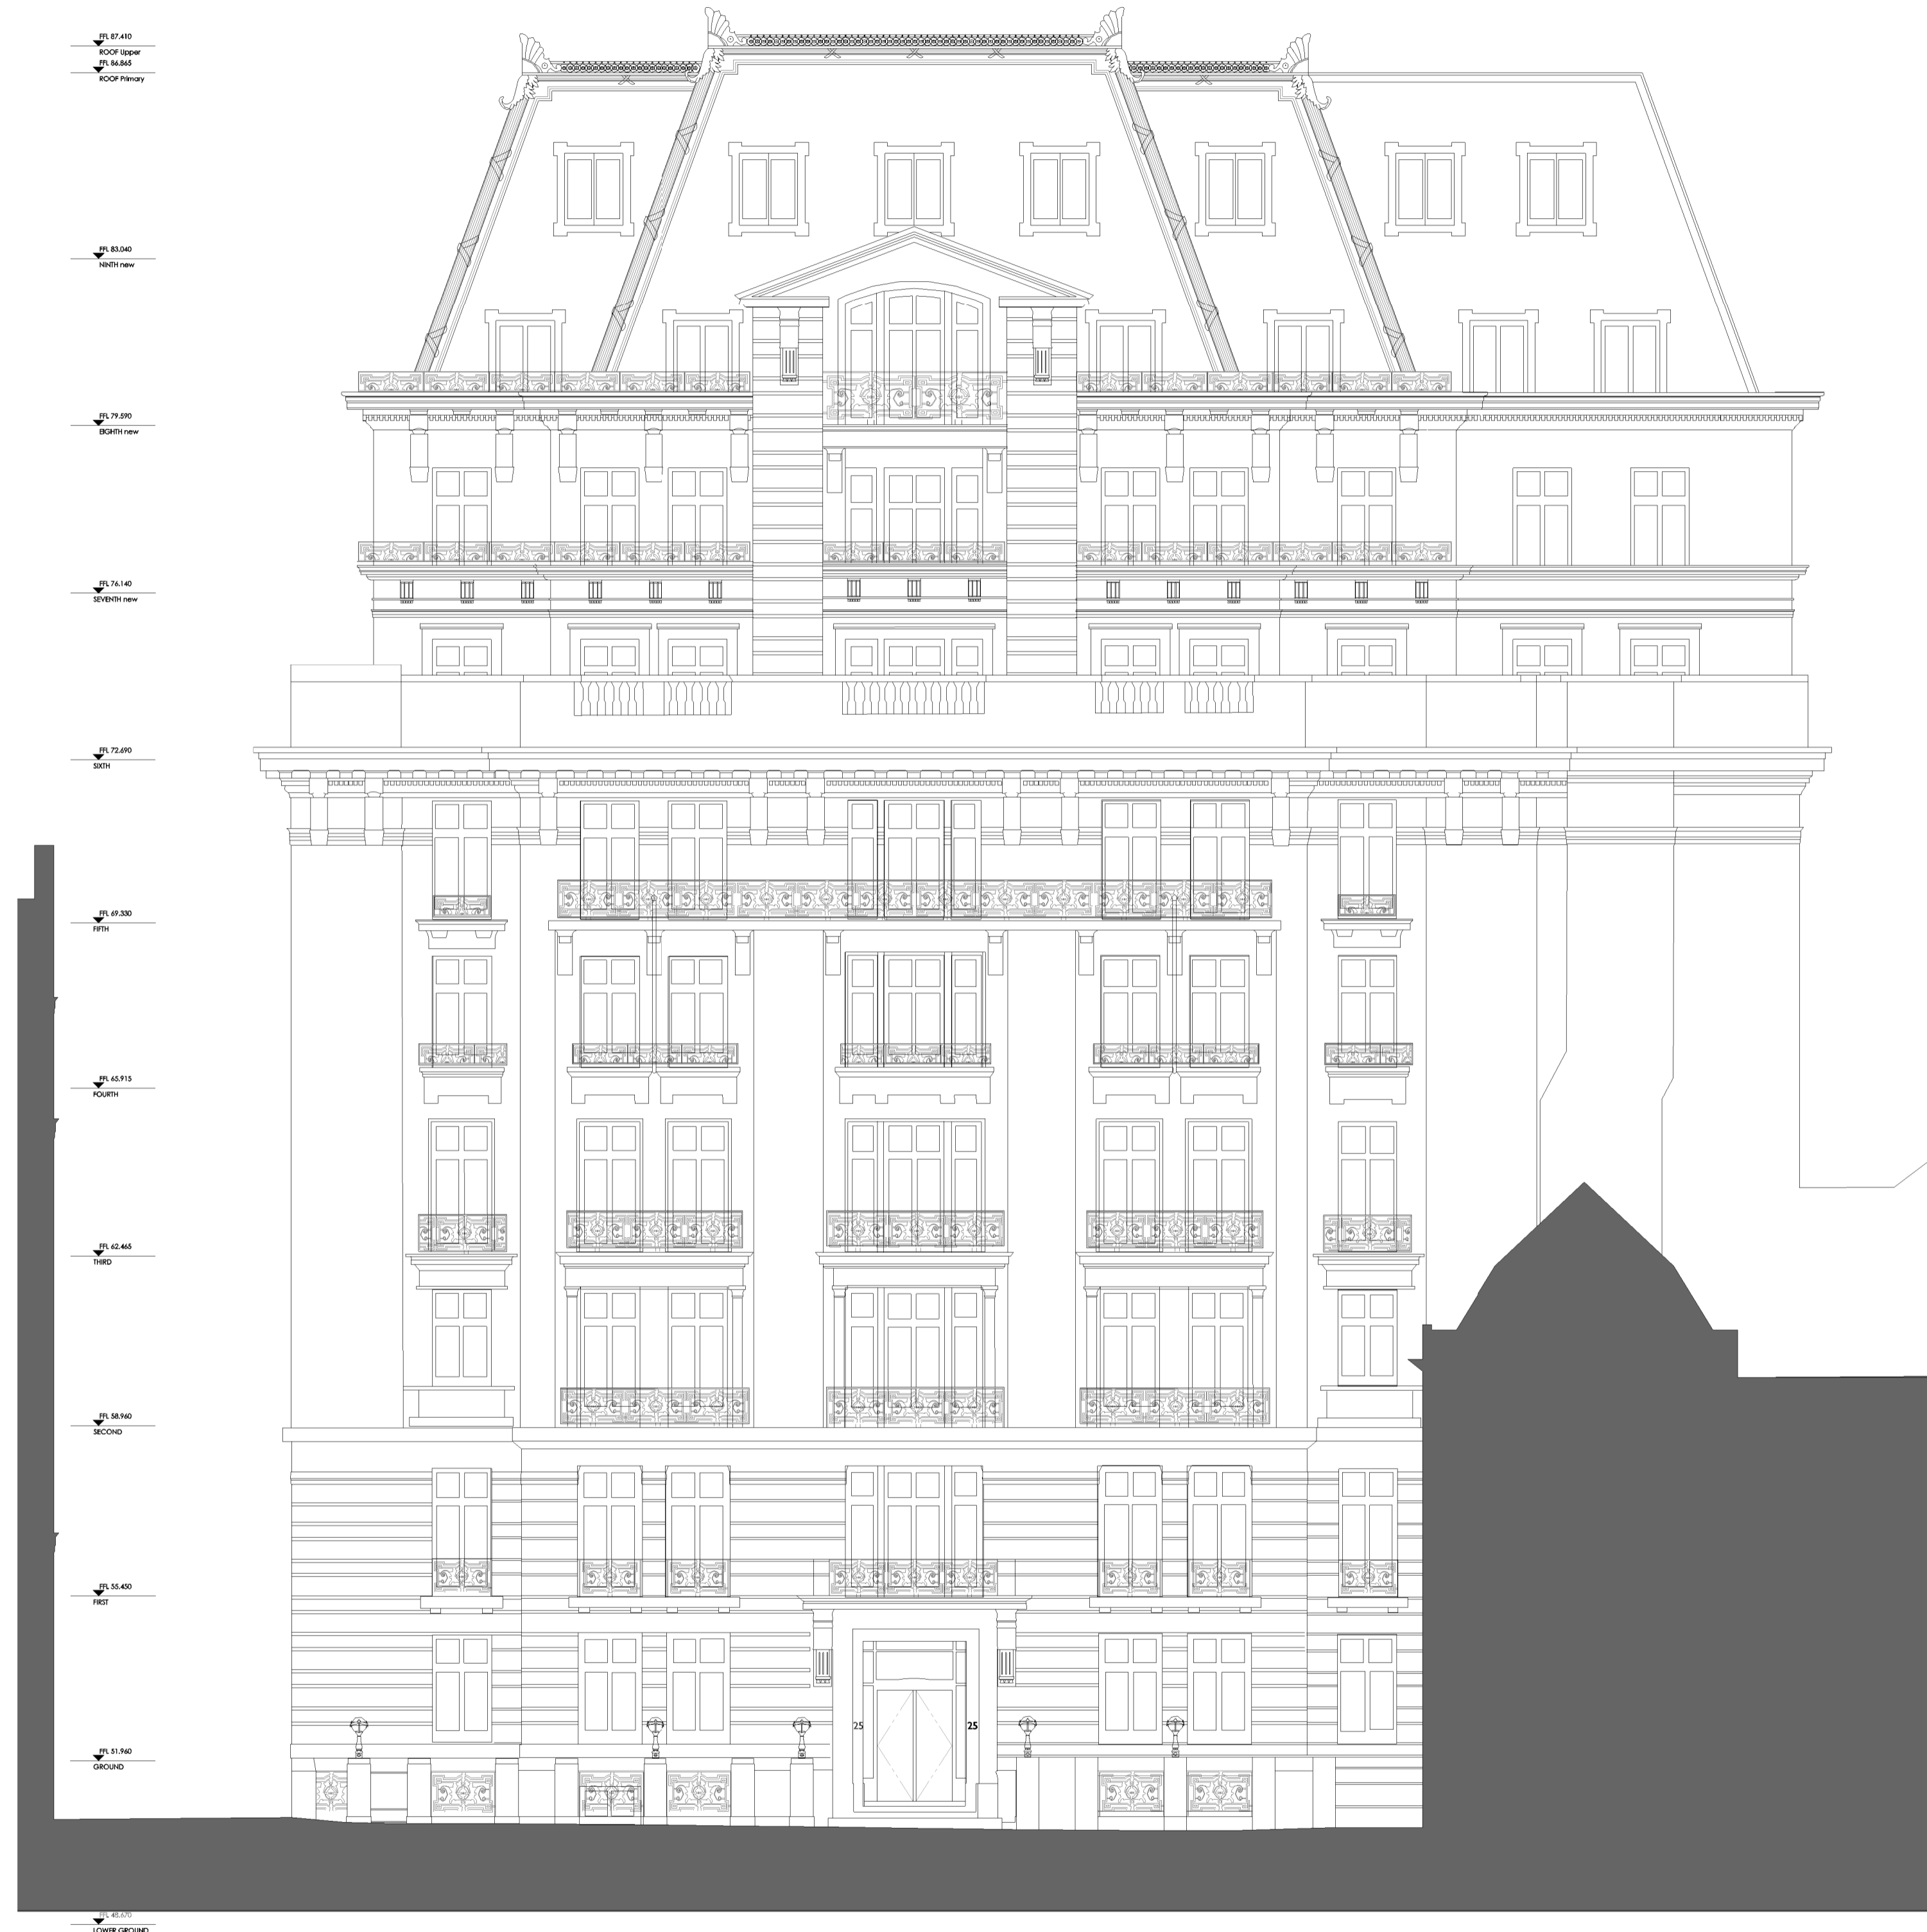 FFL 87.410
ROOF Upper
FFL 86.865
ROOF Primary
FFL 83.040
NINTH new
FFL 79.590
EIGHTH new
FFL 76.140
SEVENTH new
FFL 72.690
SIXTH
FFL 69.330
FIFTH
FFL 65.915
FOURTH
FFL 62.465
THIRD
FFL 58.960
SECOND
FFL 55.450
FIRST
25 25
FFL 51.960
GROUND
FFL 48.670
LOWER GROUND